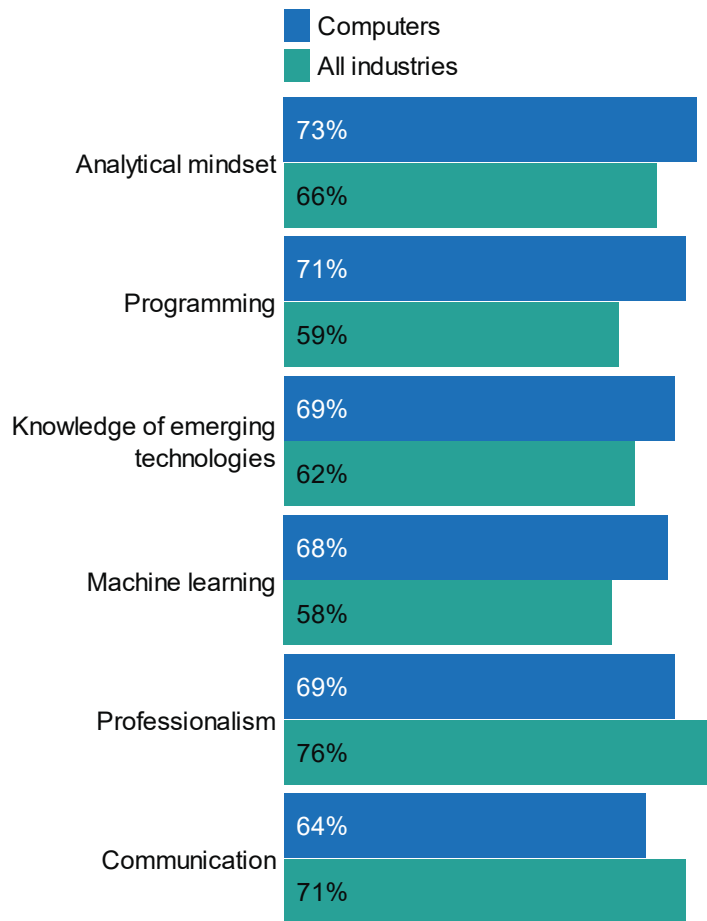 Computers
All industries
Analytical mindset
73%
66%
Programming
71%
59%
Knowledge of emerging
technologies
69%
62%
Machine learning
68%
58%
Professionalism
69%
76%
Communication
64%
71%